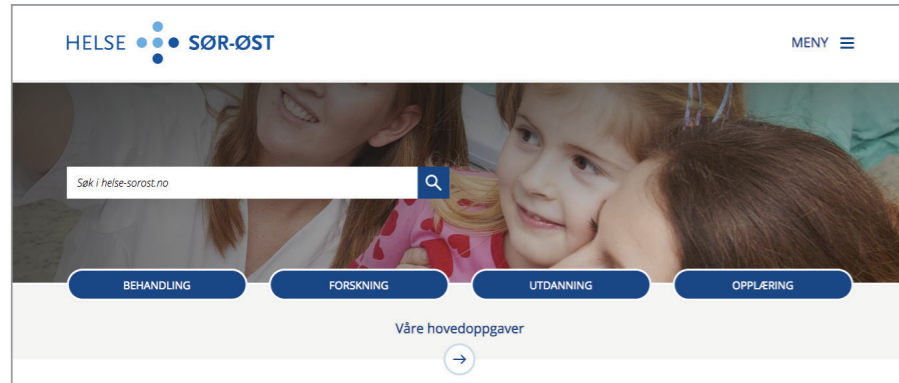 HELSE SØR-ØST
MENY
Søk i helse-sorost.no
BEHANDLING
FORSKNING
UTDANNING
OPPLÆRING
Våre hovedoppgaver